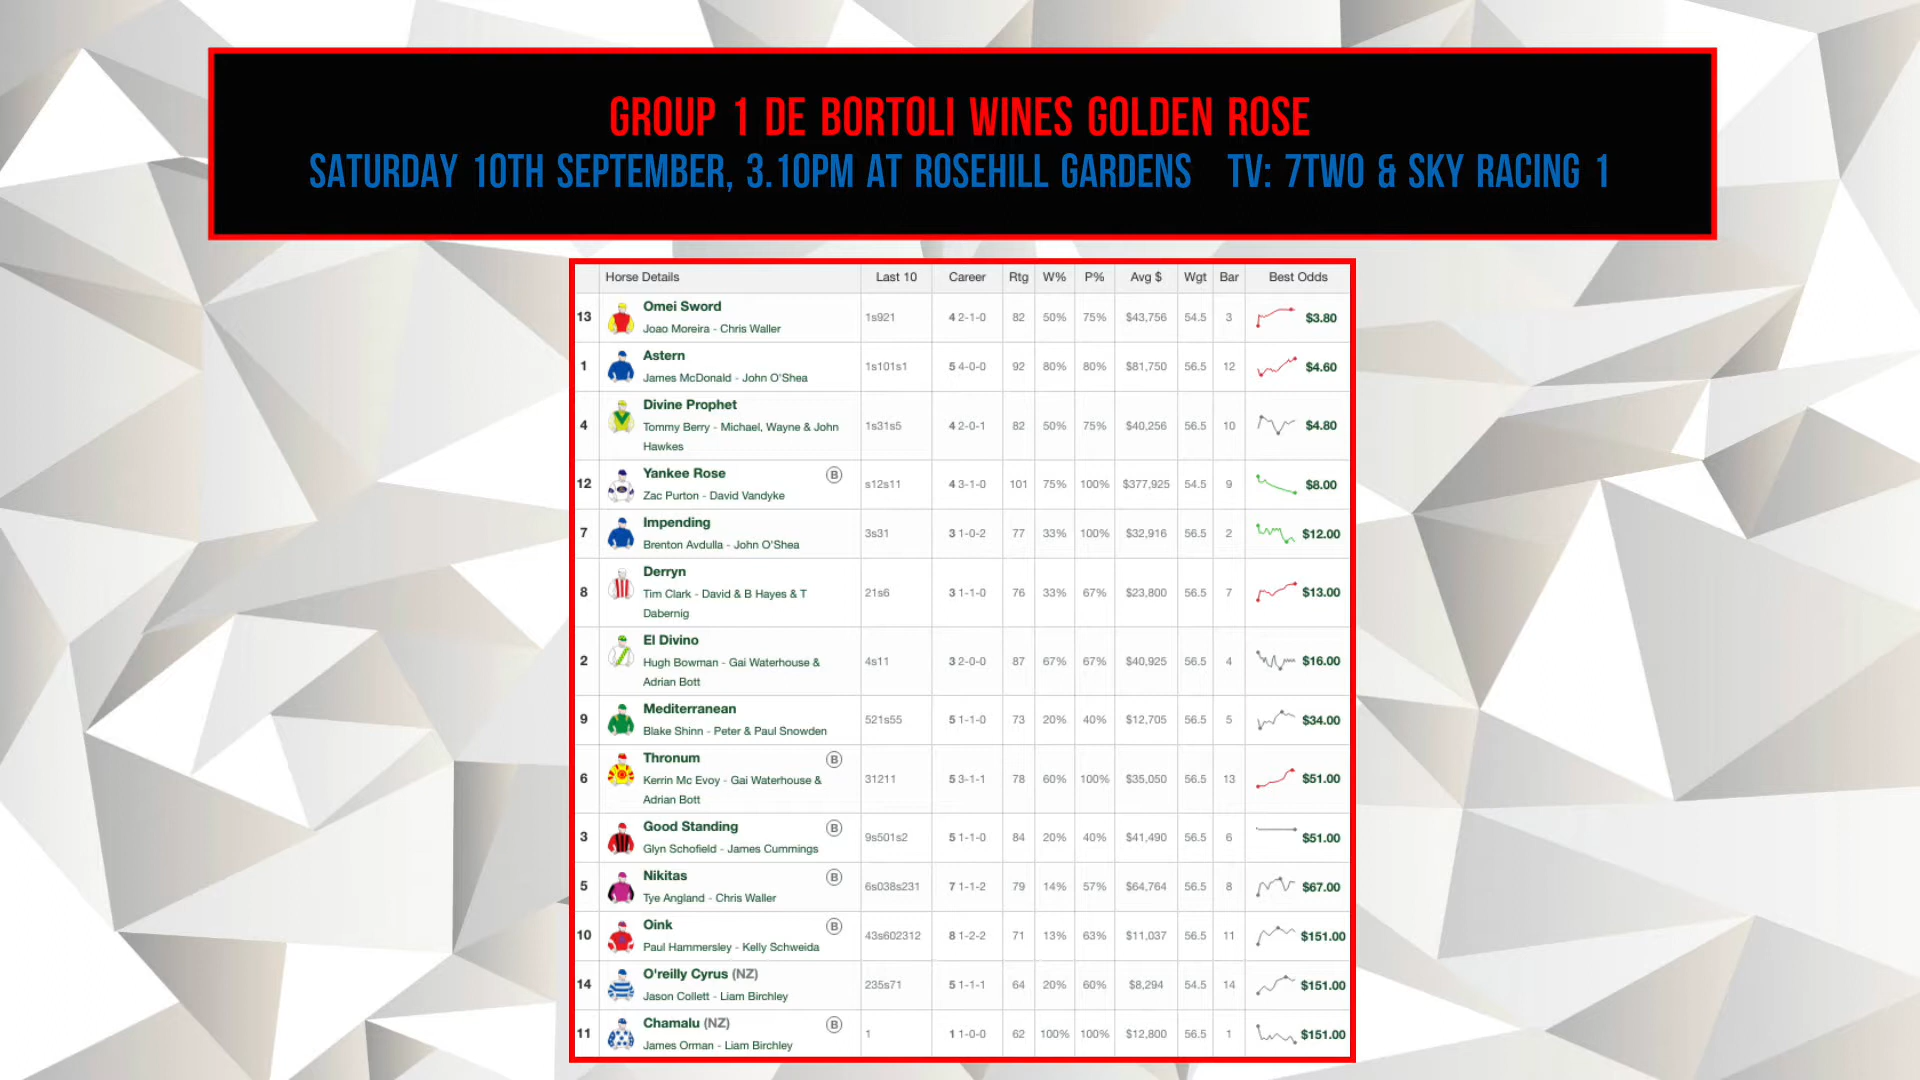 GROUP 1 DE BORTOLI WINES GOLDEN ROSE
SATURDAY 10TH SEPTEMBER, 3.10PM AT ROSEHILL GARDENS TV: 7TWO & SKY RACING 1
Horse Details Last 10 Career Rtg W% P% Avg $ Wgt Bar Best Odds
Omei Sword
13 1s921 4 2-1-0 82 50% 75% $43,756 54.5 3 $3.80
Joao Moreira - Chris Waller
Astern
1 1s101s1 5 4-0-0 92 80% 80% $81,750 56.5 12 $4.60
James McDonald - John O'Shea
Divine Prophet
4 Tommy Berry - Michael, Wayne & John 1s31s5 4 2-0-1 82 50% 75% $40,256 56.5 10 $4.80
Hawkes
Yankee Rose B
12 s12s11 4 3-1-0 101 75% 100% $377,925 54.5 9 $8.00
Zac Purton - David Vandyke
Impending
7 3s31 3 1-0-2 77 33% 100% $32,916 56.5 2 $12.00
Brenton Avdulla - John O'Shea
Derryn
8 Tim Clark - David & B Hayes & T 21s6 3 1-1-0 76 33% 67% $23,800 56.5 7 $13.00
Dabernig
El Divino
2 Hugh Bowman - Gai Waterhouse & 4s11 3 2-0-0 87 67% 67% $40,925 56.5 4 $16.00
Adrian Bott
Mediterranean
9 521s55 5 1-1-0 73 20% 40% $12,705 56.5 5 $34.00
Blake Shinn - Peter & Paul Snowden
Thronum B
6 Kerrin Mc Evoy - Gai Waterhouse & 31211 5 3-1-1 78 60% 100% $35,050 56.5 13 $51.00
Adrian Bott
Good Standing B
3 9s501s2 5 1-1-0 84 20% 40% $41,490 56.5 6 $51.00
Glyn Schofield - James Cummings
Nikitas B
5 6s038s231 7 1-1-2 79 14% 57% $64,764 56.5 8 $67.00
Tye Angland - Chris Waller
Oink B
10 43s602312 8 1-2-2 71 13% 63% $11,037 56.5 11 $151.00
Paul Hammersley - Kelly Schweida
O'reilly Cyrus (NZ)
14 235s71 5 1-1-1 64 20% 60% $8,294 54.5 14 $151.00
Jason Collett - Liam Birchley
Chamalu (NZ) B
11 1 1 1-0-0 62 100% 100% $12,800 56.5 1 $151.00
James Orman - Liam Birchley